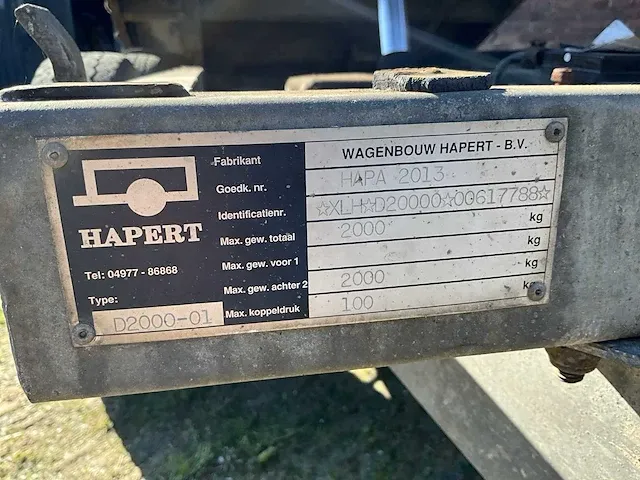 HAPERT
Tel: 04977 - 86868
Type:
D2000-01
Fabrikant WAGENBOUW HAPERT - B.V.
Goedk. nr. HAPA 2013
Identificatienr. ☆XLH☆D20000☆00617788☆
Max. gew. totaal 2000 kg
Max. gew. voor 1 kg
Max. gew. achter 2 2000 kg
Max. koppeldruk 100 kg